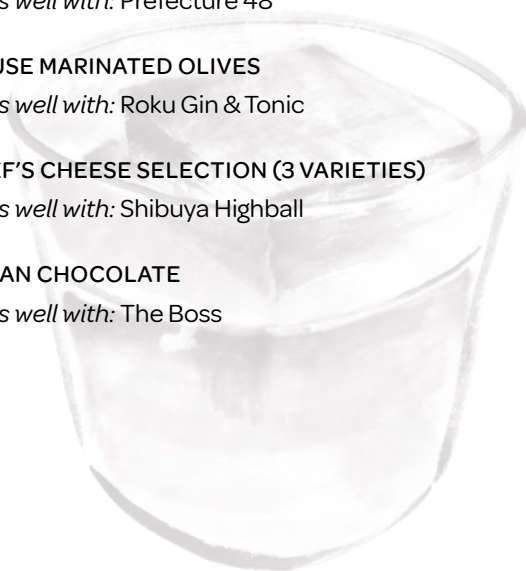 s well with: Prefecture 48
USE MARINATED OLIVES
s well with: Roku Gin & Tonic
EF’S CHEESE SELECTION (3 VARIETIES)
s well with: Shibuya Highball
AN CHOCOLATE
s well with: The Boss